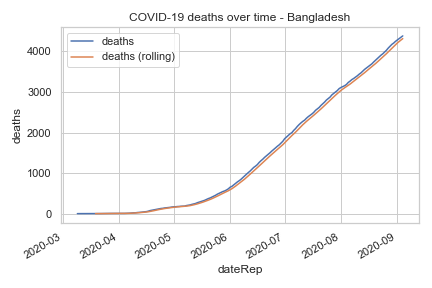 COVID-19 deaths over time - Bangladesh
deaths
deaths (rolling)
4000
3000
2000
1000
0
deaths
2020-03
2020-04
2020-05
2020-06
2020-07
2020-08
2020-09
dateRep